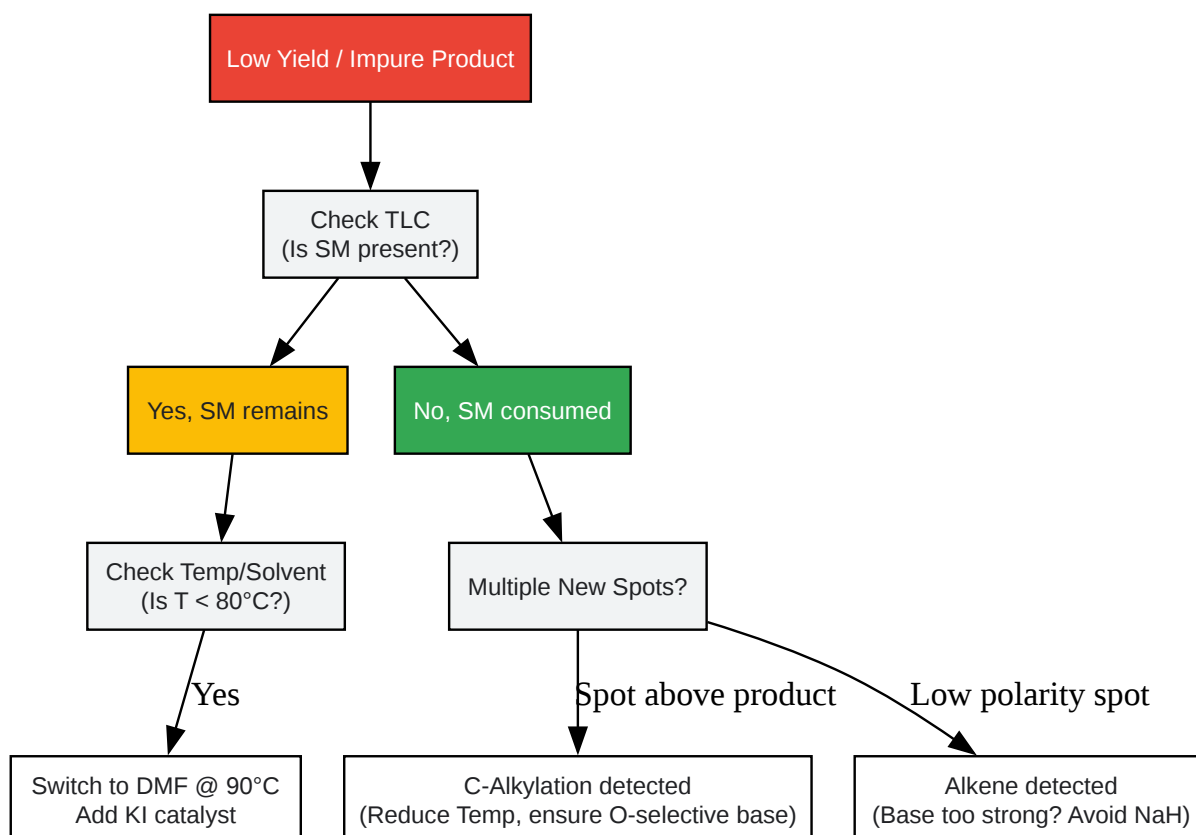 Low Yield / Impure Product
Check TLC
(Is SM present?)
Yes, SM remains
No, SM consumed
Check Temp/Solvent
(Is T < 80°C?)
Multiple New Spots?
Yes
Spot above product
Low polarity spot
Switch to DMF @ 90°C
Add KI catalyst
C-Alkylation detected
(Reduce Temp, ensure O-selective base)
Alkene detected
(Base too strong? Avoid NaH)